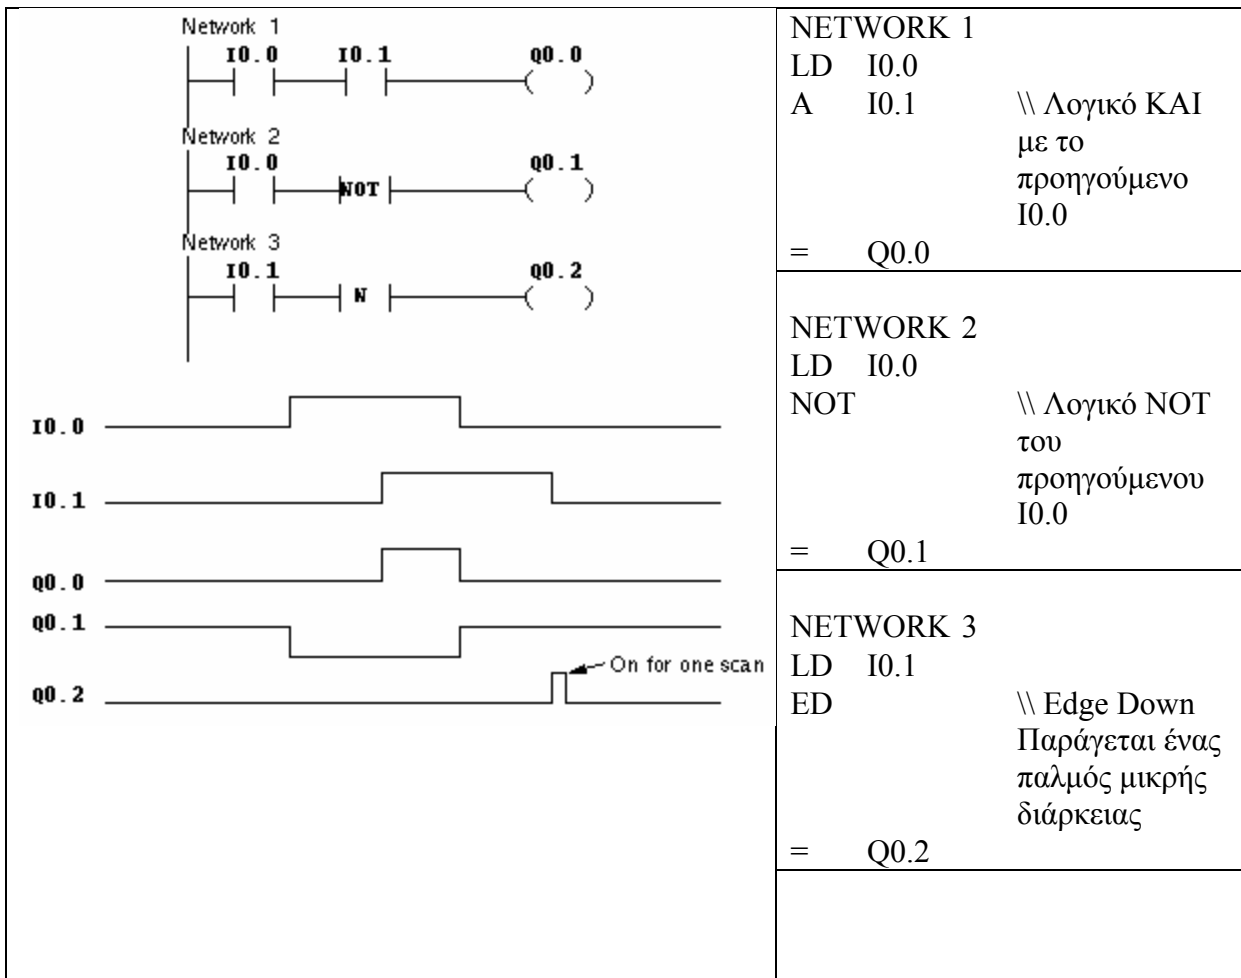 Network 1
I0.0 I0.1 Q0.0
Network 2
I0.0 NOT Q0.1
Network 3
I0.1 N Q0.2
I0.0
I0.1
Q0.0
Q0.1
On for one scan
Q0.2
NETWORK 1
LD I0.0
A I0.1 \\ Λογικό ΚΑΙ
με το
προηγούμενο
I0.0
= Q0.0
NETWORK 2
LD I0.0
NOT \\ Λογικό NOT
του
προηγούμενου
I0.0
= Q0.1
NETWORK 3
LD I0.1
ED \\ Edge Down
Παράγεται ένας
παλμός μικρής
διάρκειας
= Q0.2